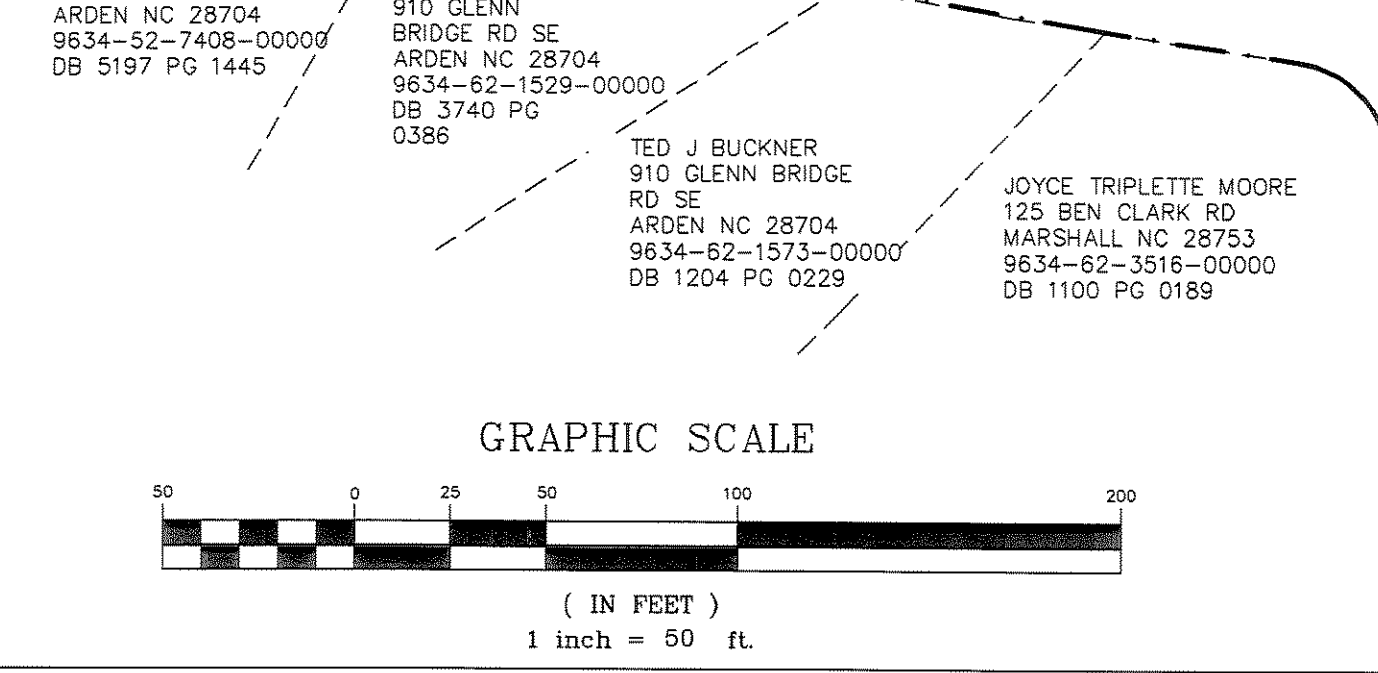 ARDEN NC 28704
9634-52-7408-00000
DB 5197 PG 1445
910 GLENN
BRIDGE RD SE
ARDEN NC 28704
9634-62-1529-00000
DB 3740 PG
0386
TED J BUCKNER
910 GLENN BRIDGE
RD SE
ARDEN NC 28704
9634-62-1573-00000
DB 1204 PG 0229
JOYCE TRIPLETTE MOORE
125 BEN CLARK RD
MARSHALL NC 28753
9634-62-3516-00000
DB 1100 PG 0189
GRAPHIC SCALE
50 0 25 50 100 200
( IN FEET )
1 inch = 50 ft.